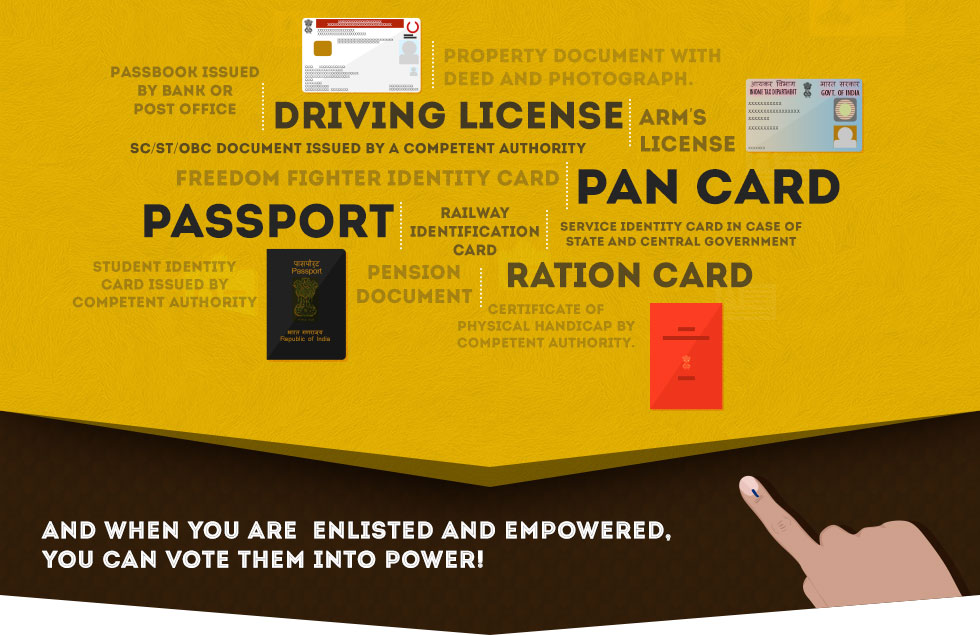 PROPERTY DOCUMENT WITH
DEED AND PHOTOGRAPH.
PASSBOOK ISSUED
BY BANK OR
POST OFFICE
DRIVING LICENSE
ARM'S
LICENSE
आयकर विभाग
INCOME TAX DEPARTMENT
भारत सरकार
GOVT. OF INDIA
SC/ST/OBC DOCUMENT ISSUED BY A COMPETENT AUTHORITY
FREEDOM FIGHTER IDENTITY CARD
PAN CARD
PASSPORT
RAILWAY
IDENTIFICATION
CARD
SERVICE IDENTITY CARD IN CASE OF
STATE AND CENTRAL GOVERNMENT
STUDENT IDENTITY
CARD ISSUED BY
COMPETENT AUTHORITY
पासपोर्ट
Passport
भारत गणराज्य
Republic of India
PENSION
DOCUMENT
RATION CARD
CERTIFICATE OF
PHYSICAL HANDICAP BY
COMPETENT AUTHORITY.
AND WHEN YOU ARE ENLISTED AND EMPOWERED,
YOU CAN VOTE THEM INTO POWER!